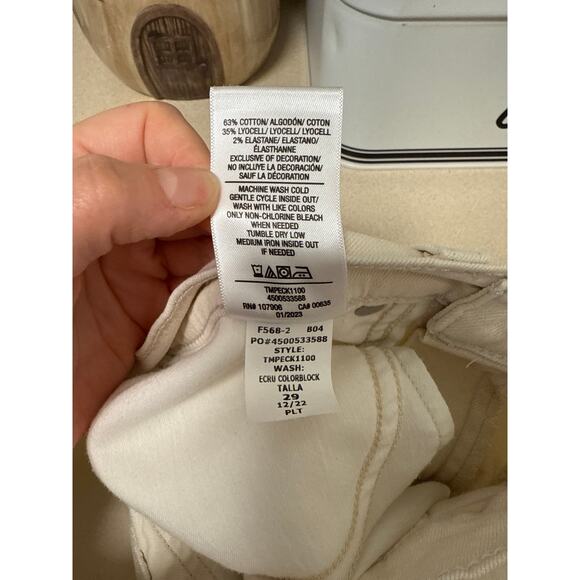 63% COTTON/ ALGODÓN/ COTON
35% LYOCELL/ LYOCELL/ LYOCELL
2% ELASTANE/ ELASTANO/
ÉLASTHANNE
EXCLUSIVE OF DECORATION/
NO INCLUYE LA DECORACIÓN/
SAUF LA DÉCORATION
MACHINE WASH COLD
GENTLE CYCLE INSIDE OUT/
WASH WITH LIKE COLORS
ONLY NON-CHLORINE BLEACH
WHEN NEEDED
TUMBLE DRY LOW
MEDIUM IRON INSIDE OUT
IF NEEDED
TMPECK1100
4500533588
RN# 107906 CA# 00635
01/2023
F568-2 B04
PO#4500533588
STYLE:
TMPECK1100
WASH:
ECRU COLORBLOCK
TALLA
29
12/22
PLT